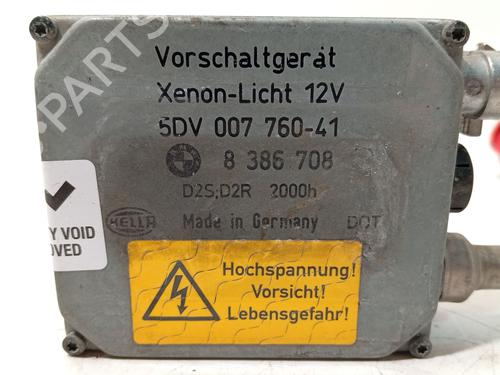 Vorschaltgerät
Xenon-Licht 12V
5DV 007 760-41
8 386 708
D2S;D2R 2000h
HELLA Made in Germany DOT
VOID
Hochspannung!
Vorsicht!
Lebensgefahr!